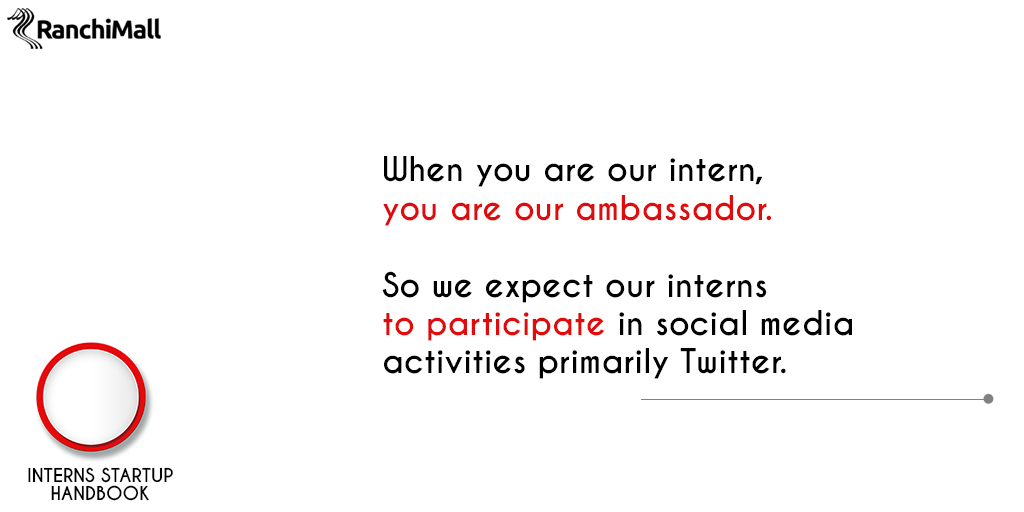 RanchiMall
When you are our intern,
you are our ambassador.
So we expect our interns
to participate in social media
activities primarily Twitter.
INTERNS STARTUP
HANDBOOK